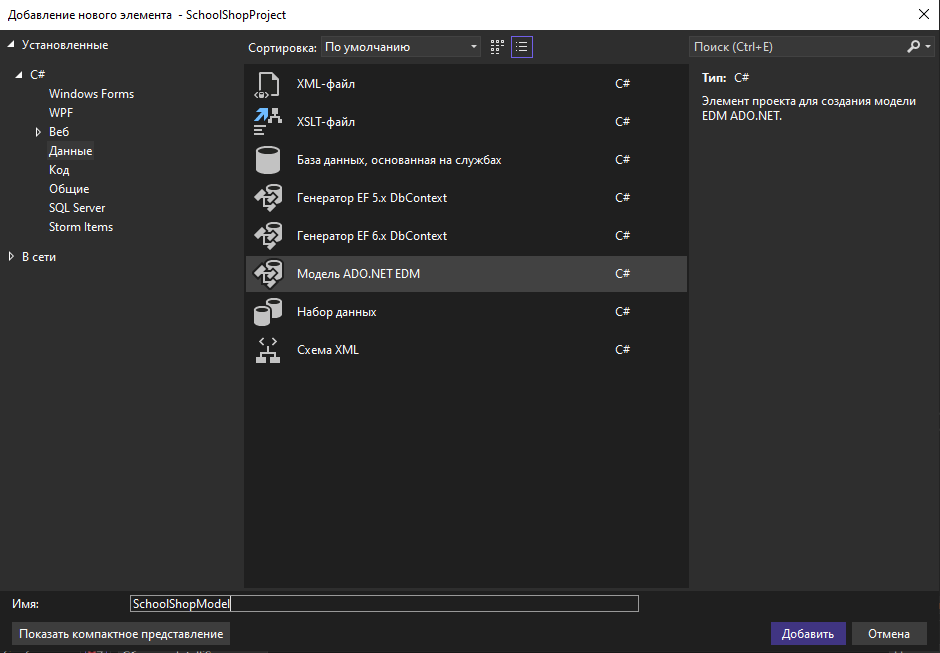 Добавление нового элемента - SchoolShopProject
Установленные
C#
Windows Forms
WPF
Веб
Данные
Код
Общие
SQL Server
Storm Items
В сети
Сортировка: По умолчанию
XML-файл C#
XSLT-файл C#
База данных, основанная на службах C#
Генератор EF 5.x DbContext C#
Генератор EF 6.x DbContext C#
Модель ADO.NET EDM C#
Набор данных C#
Схема XML C#
Поиск (Ctrl+E)
Тип: C#
Элемент проекта для создания модели
EDM ADO.NET.
Имя: SchoolShopModel
Показать компактное представление
Добавить
Отмена